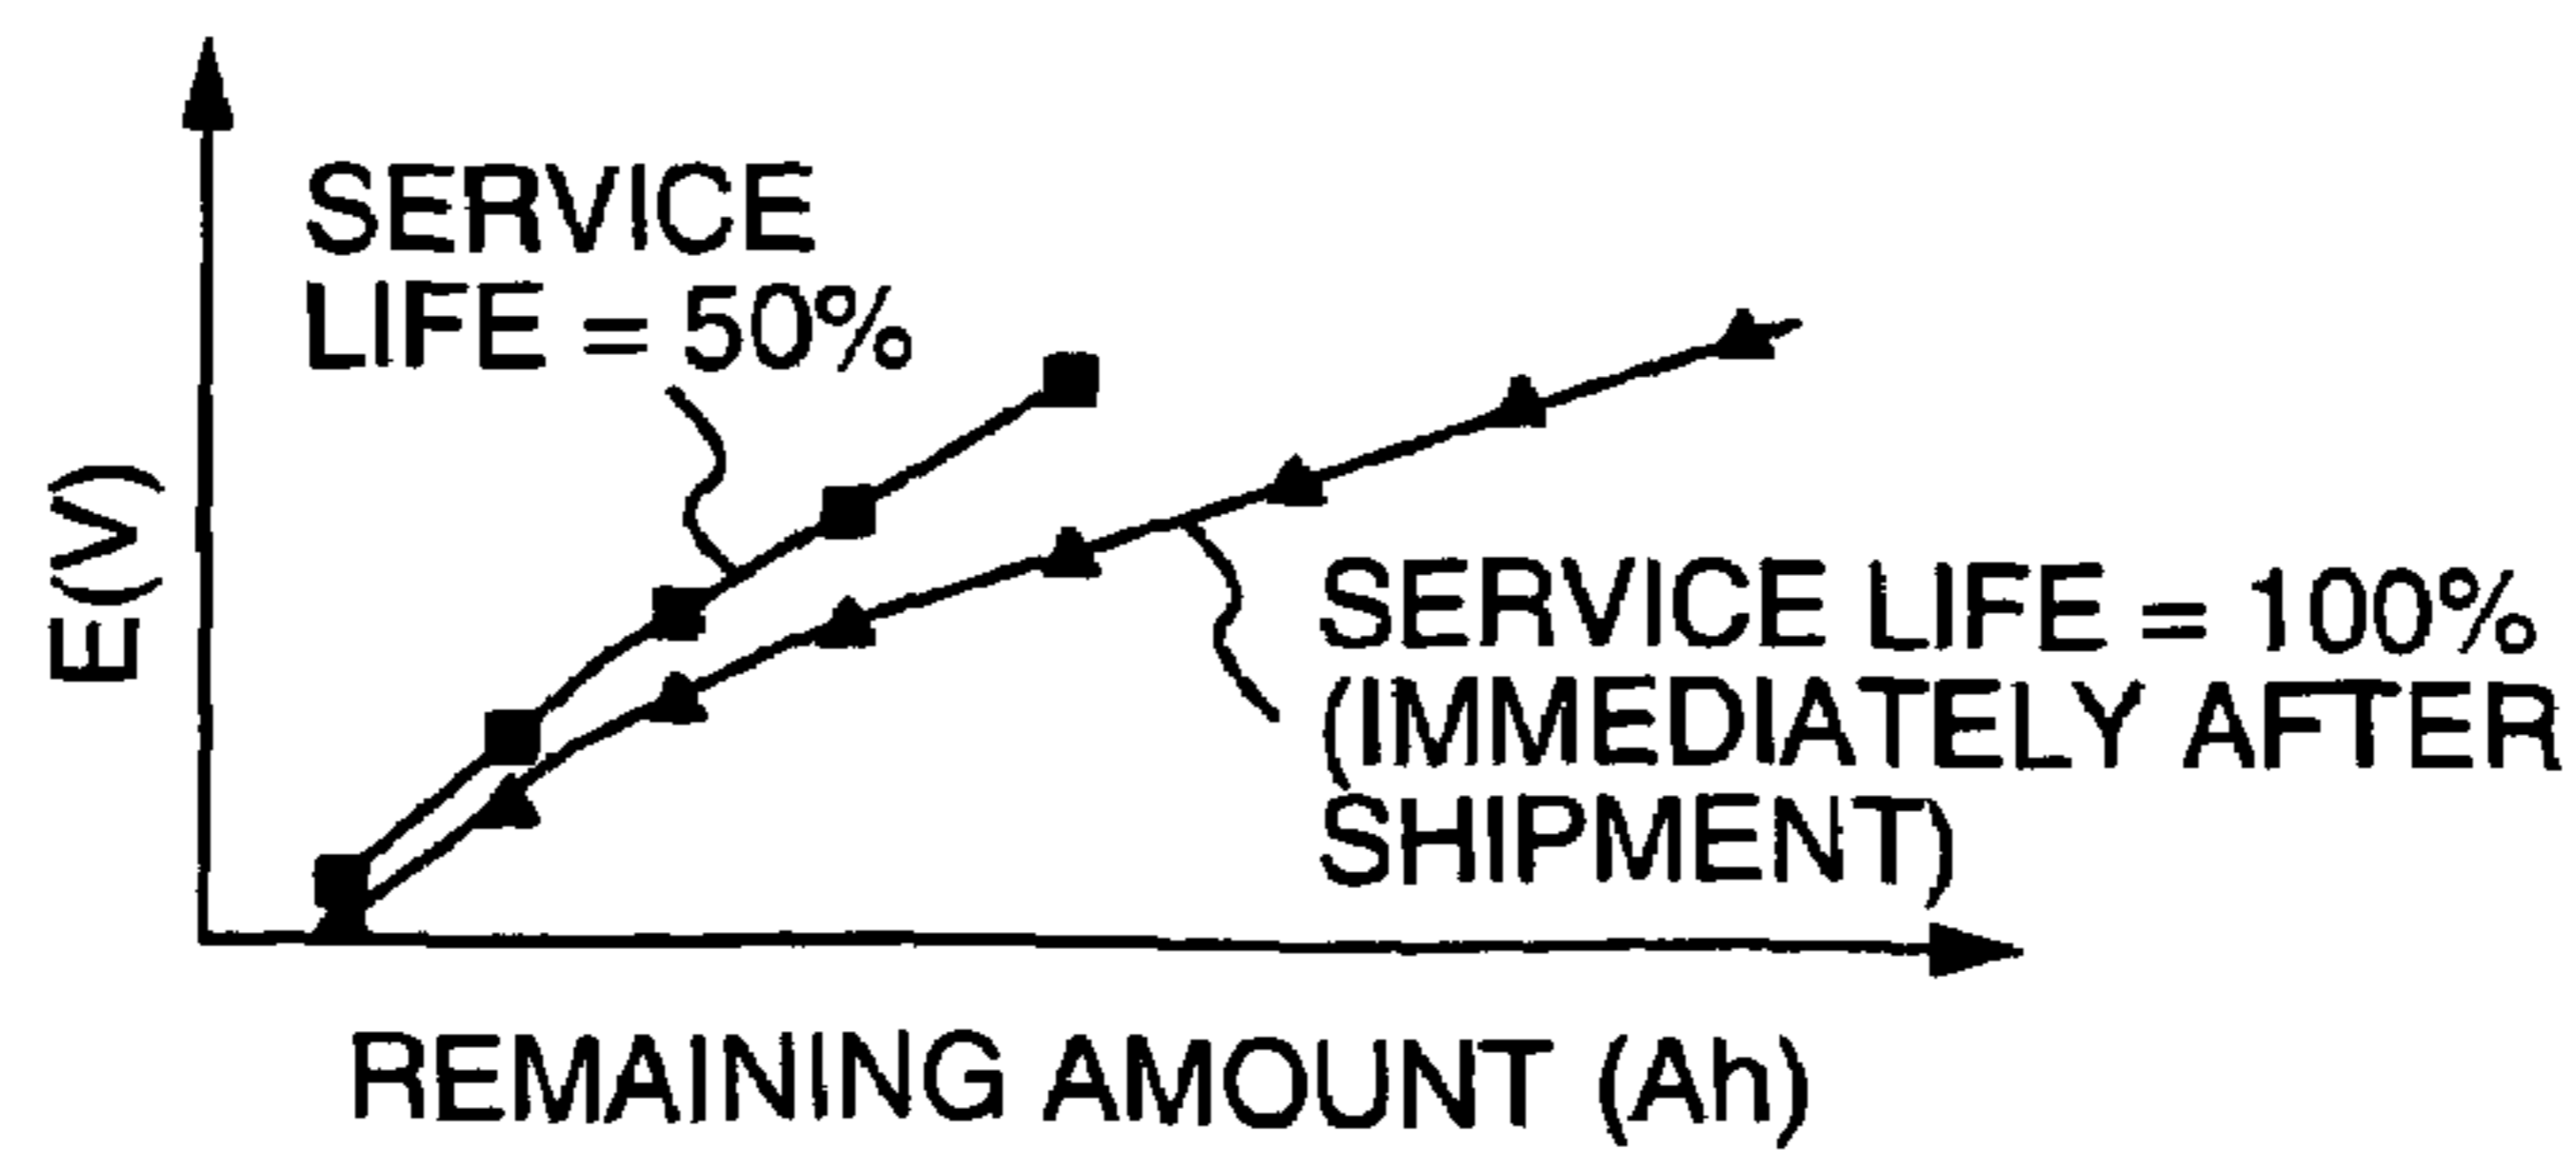 SERVICE
LIFE = 50%
E(V)
SERVICE LIFE = 100%
(IMMEDIATELY AFTER
SHIPMENT)
REMAINING AMOUNT (Ah)